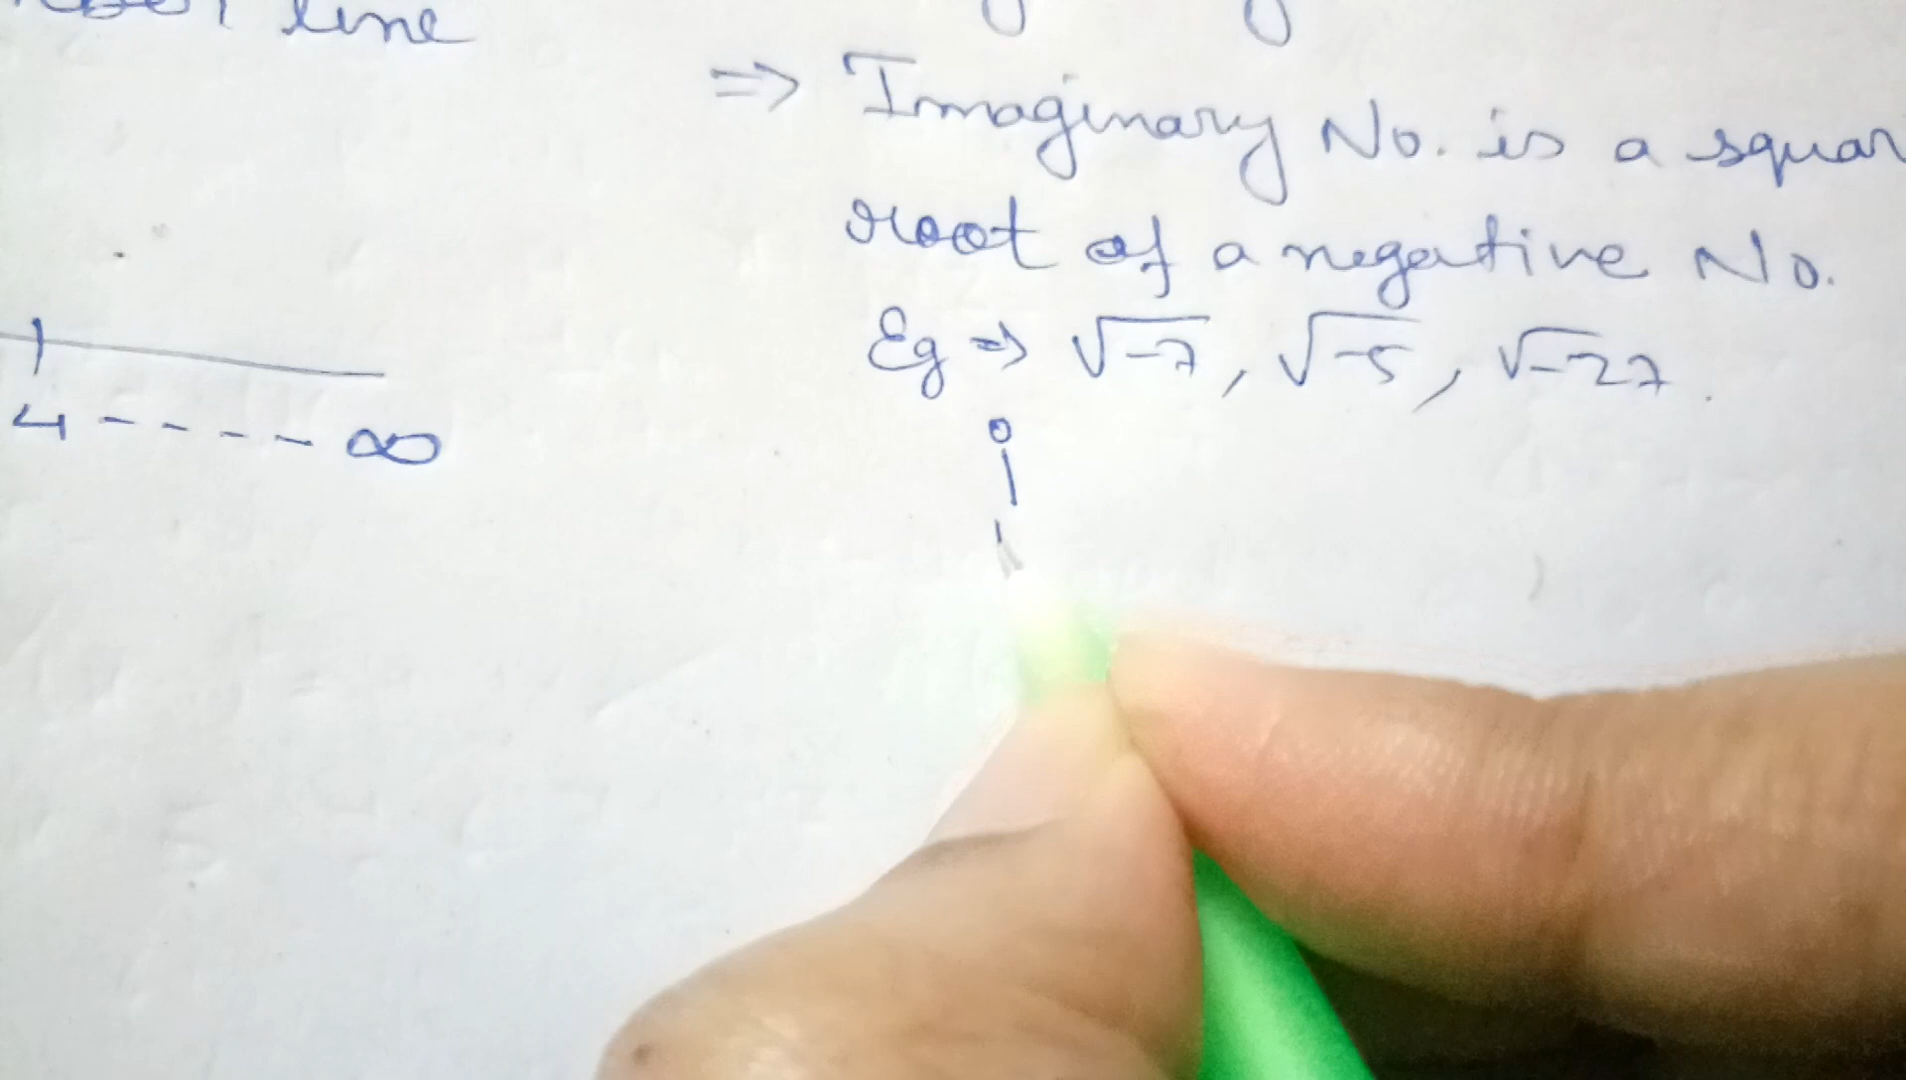 line
⇒ Imaginary No. is a squar
root of a negative No.
Eg ⇒ √-7, √-5, √-27.
4 ----- ∞
i